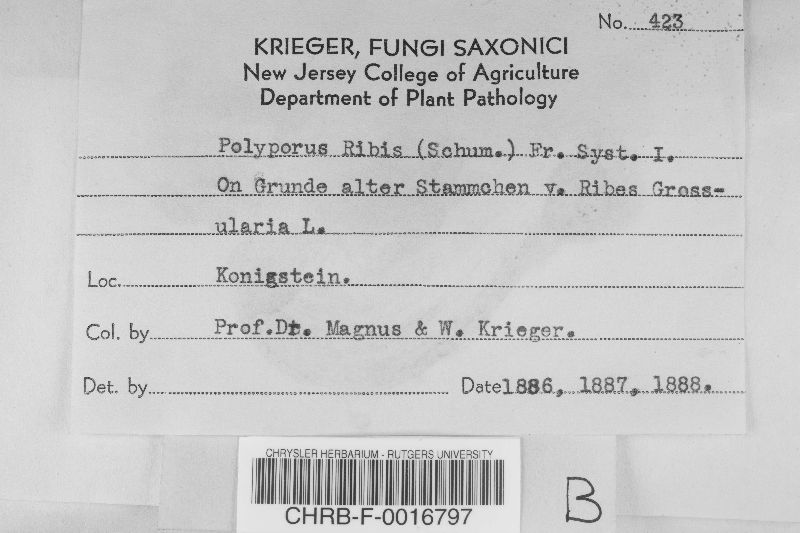 No. 423
KRIEGER, FUNGI SAXONICI
New Jersey College of Agriculture
Department of Plant Pathology
Polyporus Ribis (Schum.) Fr. Syst. I.
On Grunde alter Stammchen v. Ribes Gross-
ularia L.
Loc. Konigstein.
Col. by Prof.Dr. Magnus & W. Krieger.
Det. by Date 1886, 1887, 1888.
CHRYSLER HERBARIUM - RUTGERS UNIVERSITY
CHRB-F-0016797
B